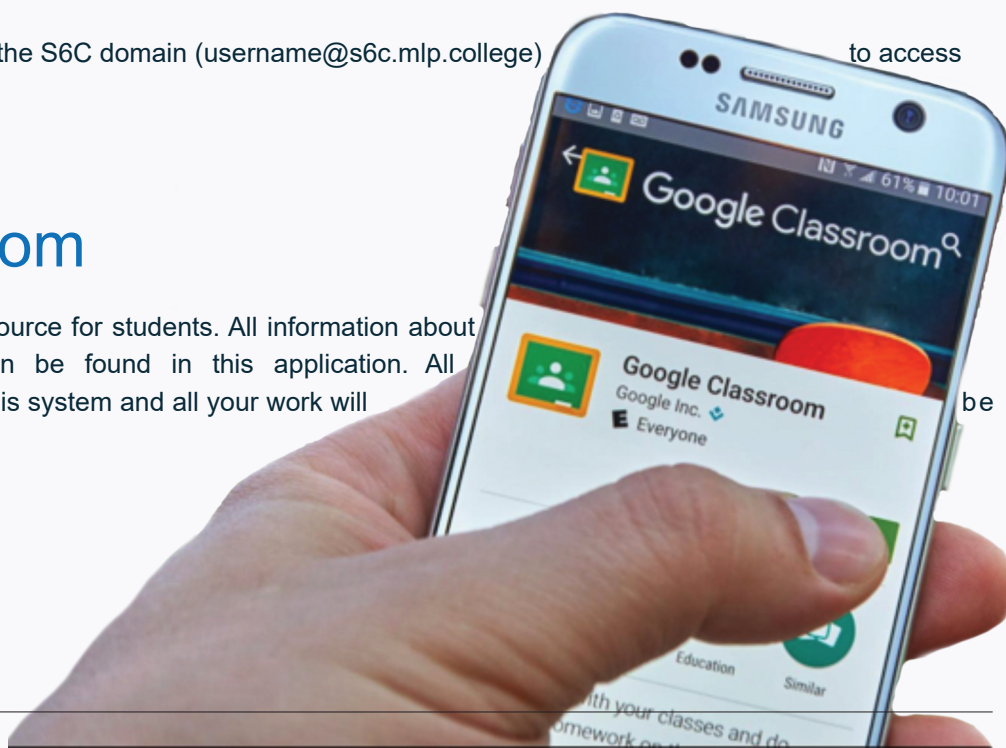 the S6C domain (username@s6c.mlp.college) to access
SAMSUNG
61% 10:01
Google Classroom
om
ource for students. All information about
n be found in this application. All
is system and all your work will be
Google Classroom
Google Inc.
E Everyone
Education
Similar
ith your classes and do
omework on